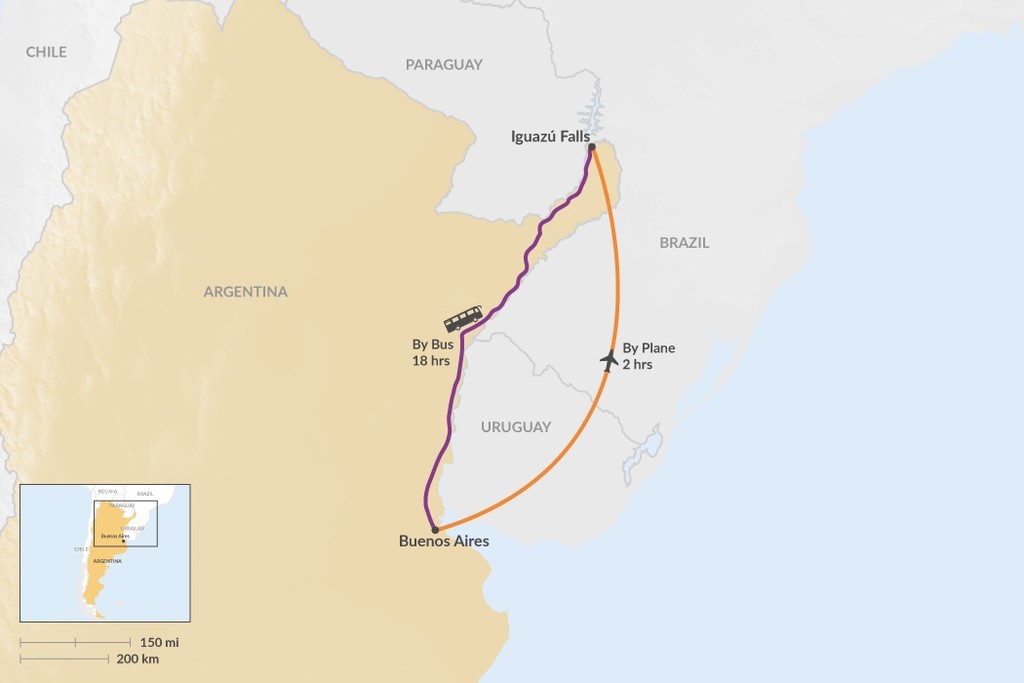 CHILE
PARAGUAY
Iguazú Falls
BRAZIL
ARGENTINA
By Bus
18 hrs
By Plane
2 hrs
URUGUAY
Buenos Aires
BOLIVIA
BRAZIL
PARAGUAY
URUGUAY
Buenos Aires
CHILE
ARGENTINA
150 mi
200 km